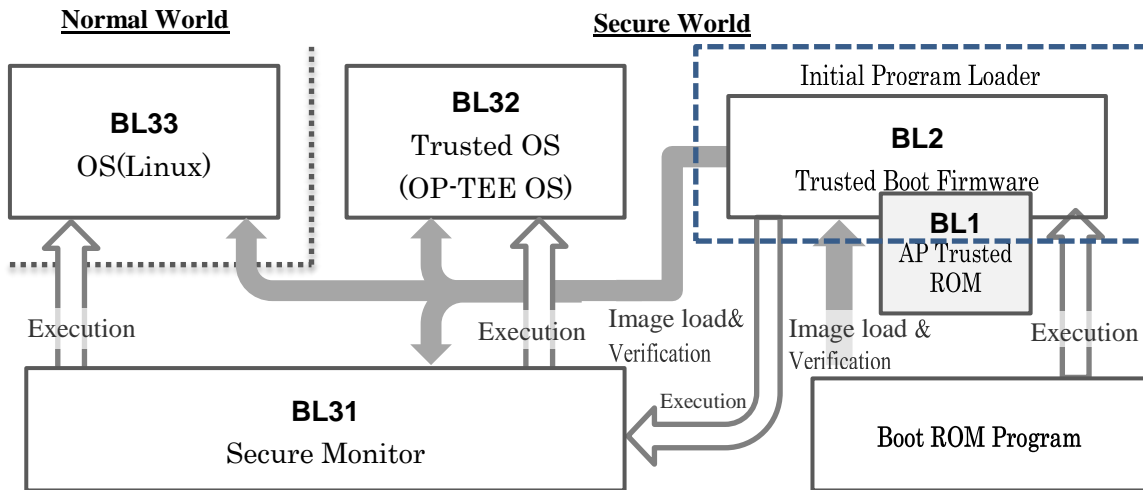 Normal World
Secure World
Initial Program Loader
BL33
OS(Linux)
BL32
Trusted OS
(OP-TEE OS)
BL2
Trusted Boot Firmware
BL1
AP Trusted
ROM
Execution
Execution
Image load&
Verification
Image load &
Verification
Execution
Execution
BL31
Secure Monitor
Boot ROM Program